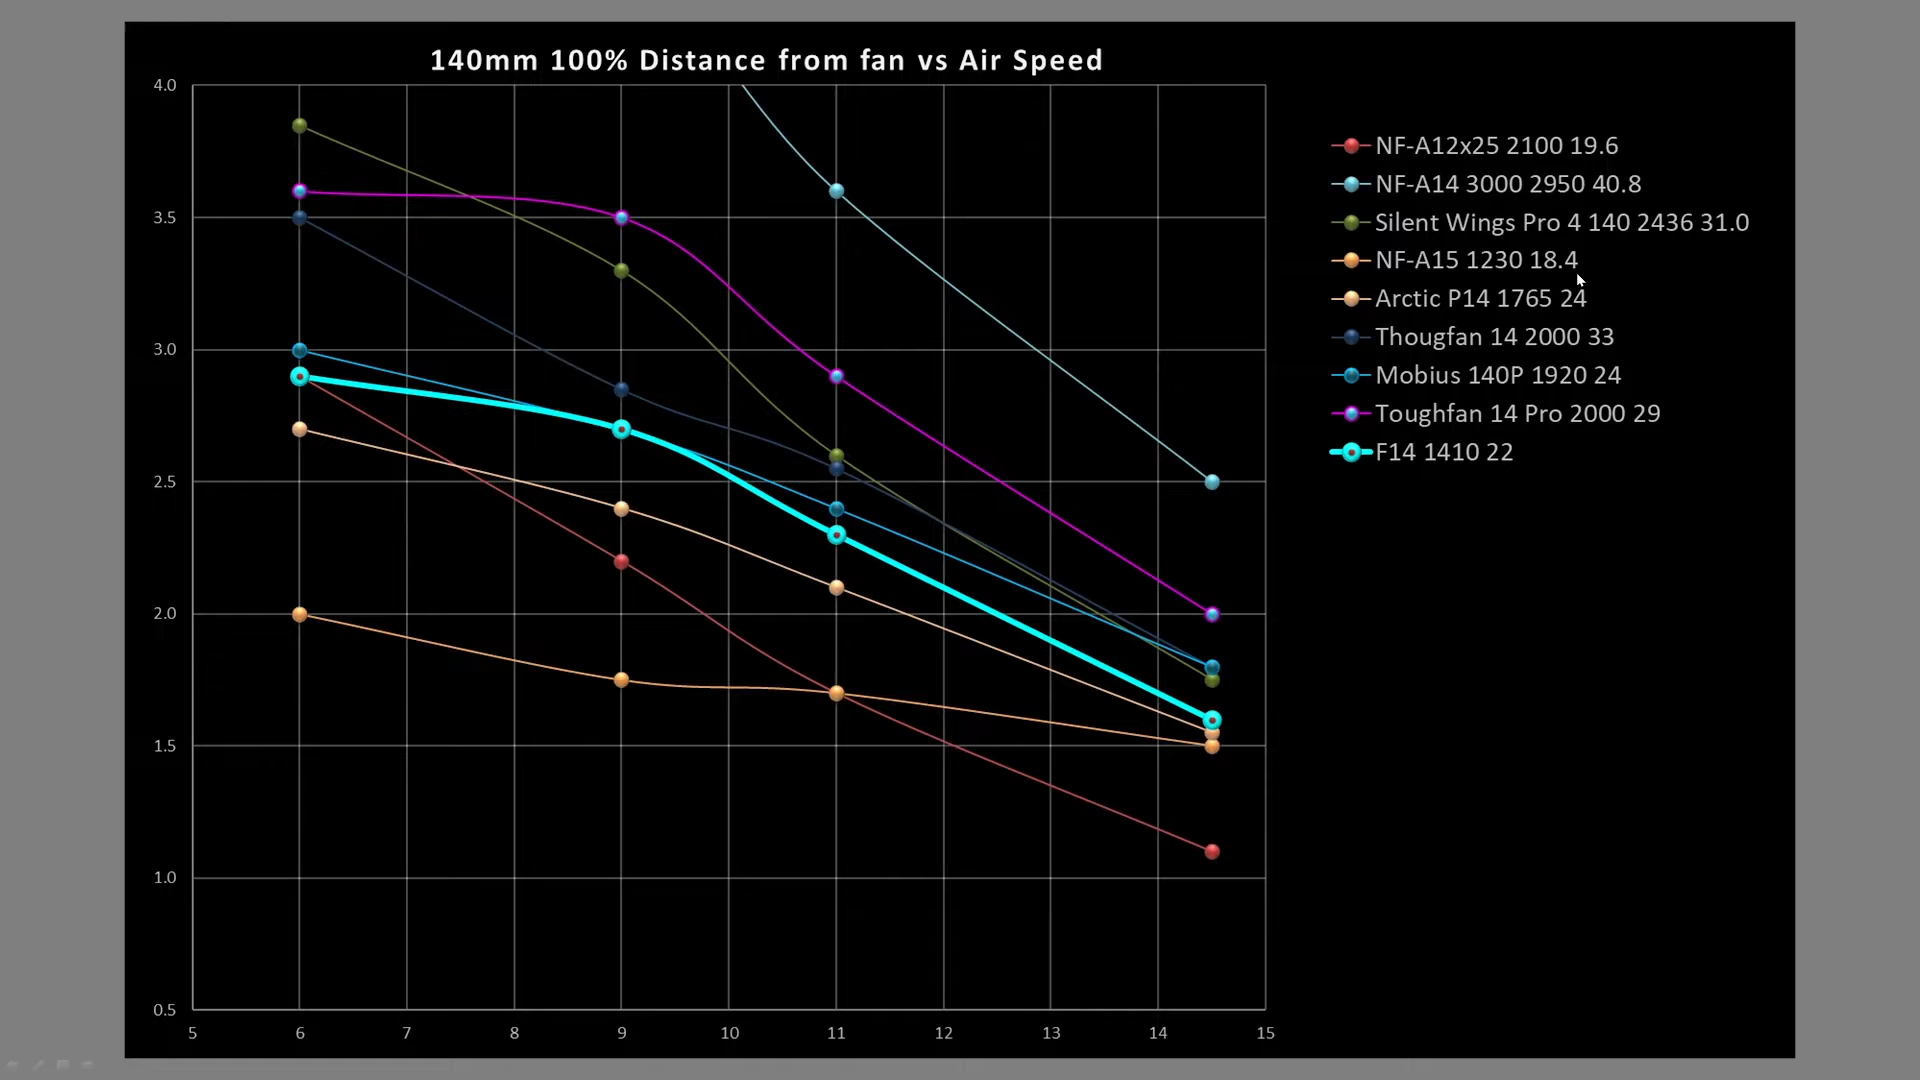 140mm 100% Distance from fan vs Air Speed
4.0
3.5
3.0
2.5
2.0
1.5
1.0
0.5
5 6 7 8 9 10 11 12 13 14 15
NF-A12x25 2100 19.6
NF-A14 3000 2950 40.8
Silent Wings Pro 4 140 2436 31.0
NF-A15 1230 18.4
Arctic P14 1765 24
Thougfan 14 2000 33
Mobius 140P 1920 24
Toughfan 14 Pro 2000 29
F14 1410 22